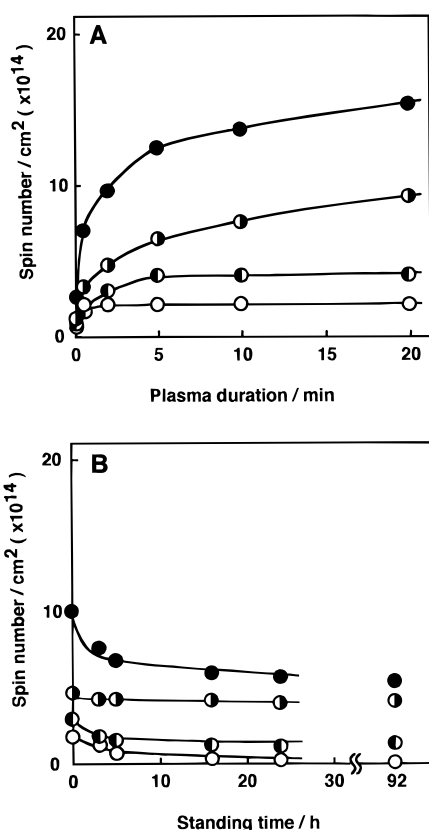 A
20
10
0
Spin number / cm² ( x10¹⁴ )
0 5 10 15 20
Plasma duration / min
B
20
10
0
Spin number / cm² ( x10¹⁴ )
0 10 20 30 92
Standing time / h